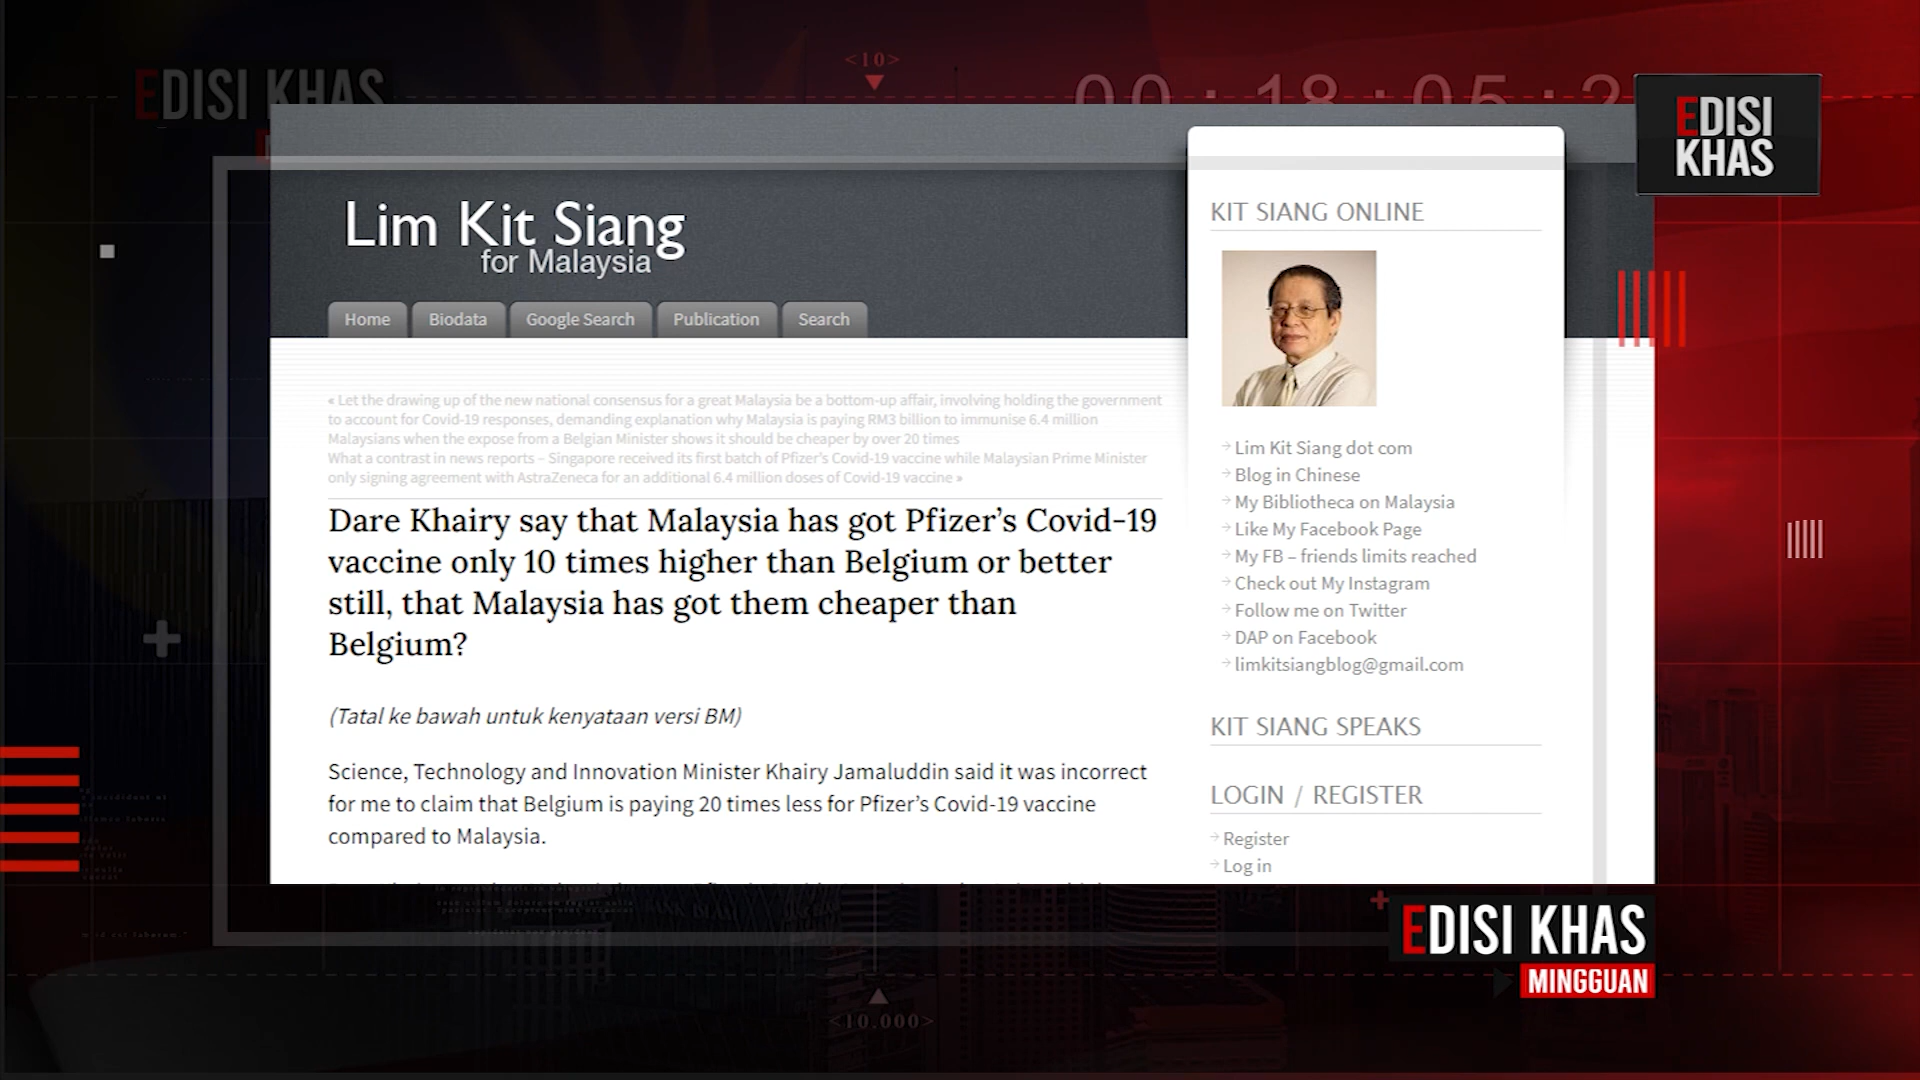 EDISI KHAS
<10>
00:18:05:2
EDISI
KHAS
Lim Kit Siang
for Malaysia
Home
Biodata
Google Search
Publication
Search
« Let the drawing up of the new national consensus for a great Malaysia be a bottom-up affair, involving holding the government
to account for Covid-19 responses, demanding explanation why Malaysia is paying RM3 billion to immunise 6.4 million
Malaysians when the expose from a Belgian Minister shows it should be cheaper by over 20 times
What a contrast in news reports – Singapore received its first batch of Pfizer's Covid-19 vaccine while Malaysian Prime Minister
only signing agreement with AstraZeneca for an additional 6.4 million doses of Covid-19 vaccine »
Dare Khairy say that Malaysia has got Pfizer's Covid-19
vaccine only 10 times higher than Belgium or better
still, that Malaysia has got them cheaper than
Belgium?
(Tatal ke bawah untuk kenyataan versi BM)
Science, Technology and Innovation Minister Khairy Jamaluddin said it was incorrect
for me to claim that Belgium is paying 20 times less for Pfizer's Covid-19 vaccine
compared to Malaysia.
KIT SIANG ONLINE
Lim Kit Siang dot com
Blog in Chinese
My Bibliotheca on Malaysia
Like My Facebook Page
My FB – friends limits reached
Check out My Instagram
Follow me on Twitter
DAP on Facebook
limkitsiangblog@gmail.com
KIT SIANG SPEAKS
LOGIN / REGISTER
Register
Log in
EDISI KHAS
MINGGUAN
<10.000>